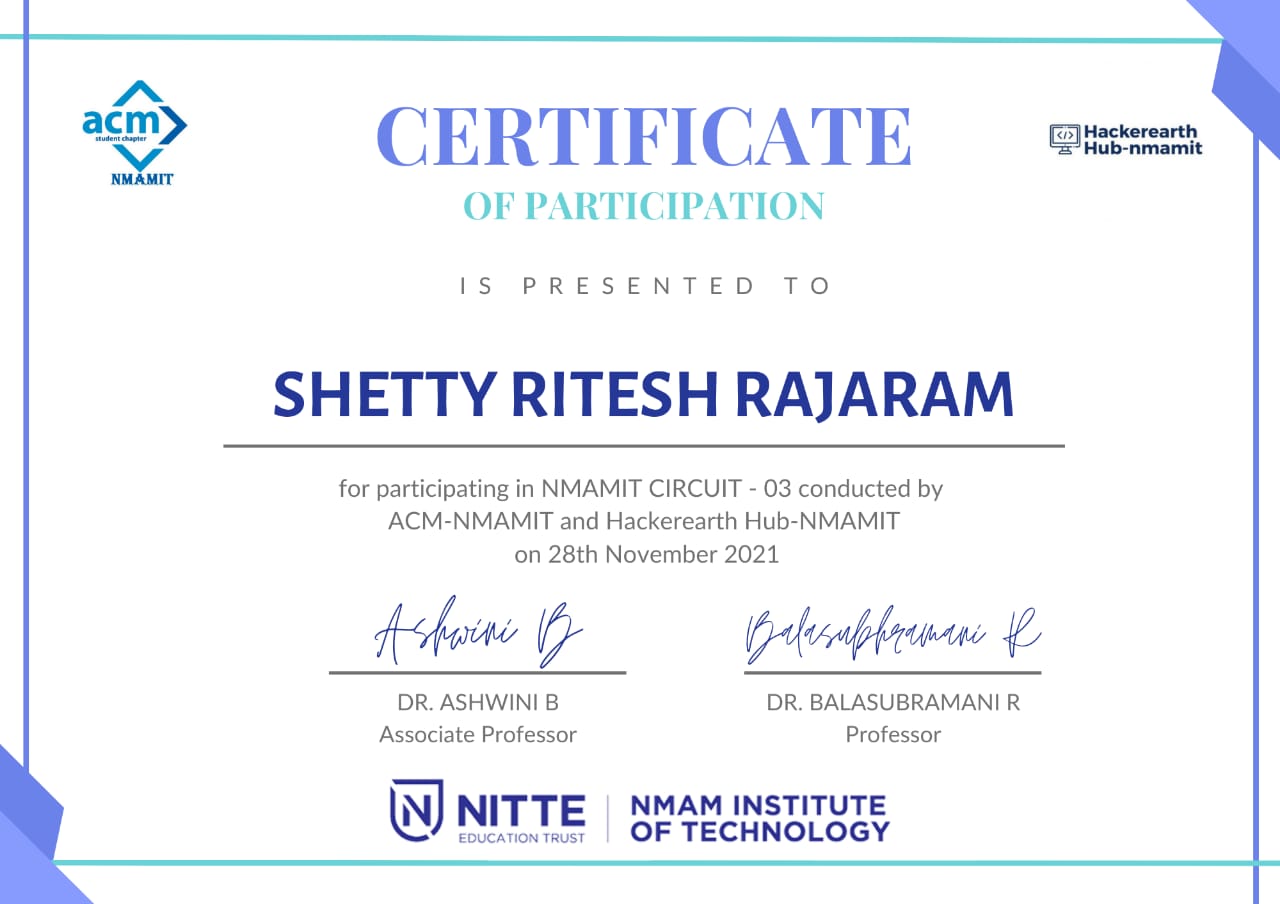 acm
student chapter
NMAMIT
CERTIFICATE
OF PARTICIPATION
Hackerearth
Hub-nmamit
IS PRESENTED TO
SHETTY RITESH RAJARAM
for participating in NMAMIT CIRCUIT - 03 conducted by
ACM-NMAMIT and Hackerearth Hub-NMAMIT
on 28th November 2021
Ashwini B
DR. ASHWINI B
Associate Professor
Balasubhramani R
DR. BALASUBRAMANI R
Professor
N NITTE
EDUCATION TRUST
NMAM INSTITUTE
OF TECHNOLOGY